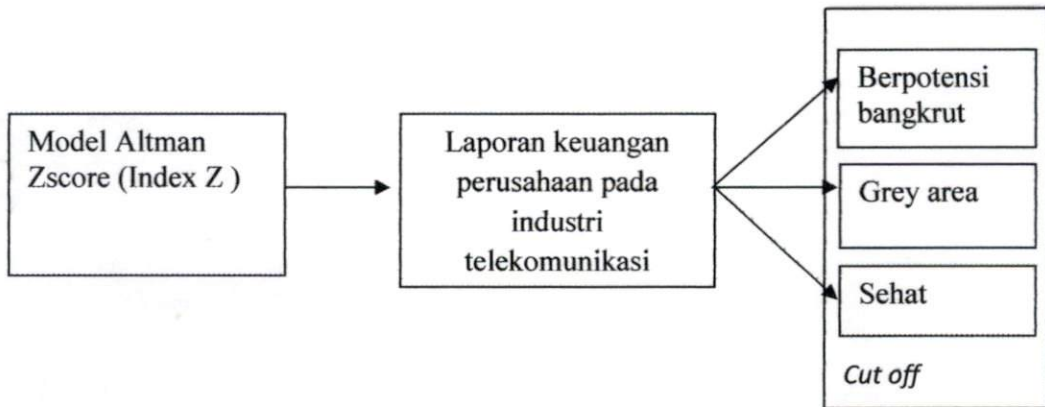 Model Altman
Zscore (Index Z )
Laporan keuangan
perusahaan pada
industri
telekomunikasi
Berpotensi
bangkrut
Grey area
Sehat
Cut off